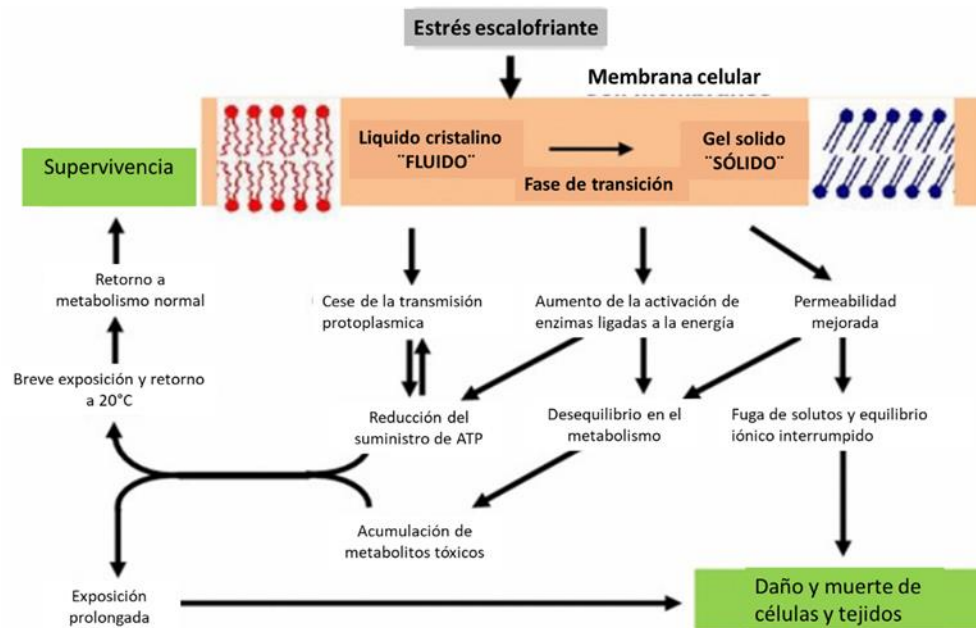 Estrés escalofriante
Membrana celular
Liquido cristalino
¨FLUIDO¨
Gel solido
¨SÓLIDO¨
Fase de transición
Supervivencia
Retorno a
metabolismo normal
Cese de la transmisión
protoplasmica
Aumento de la activación de
enzimas ligadas a la energía
Permeabilidad
mejorada
Breve exposición y retorno
a 20°C
Reducción del
suministro de ATP
Desequilibrio en el
metabolismo
Fuga de solutos y equilibrio
iónico interrumpido
Acumulación de
metabolitos tóxicos
Exposición
prolongada
Daño y muerte de
células y tejidos